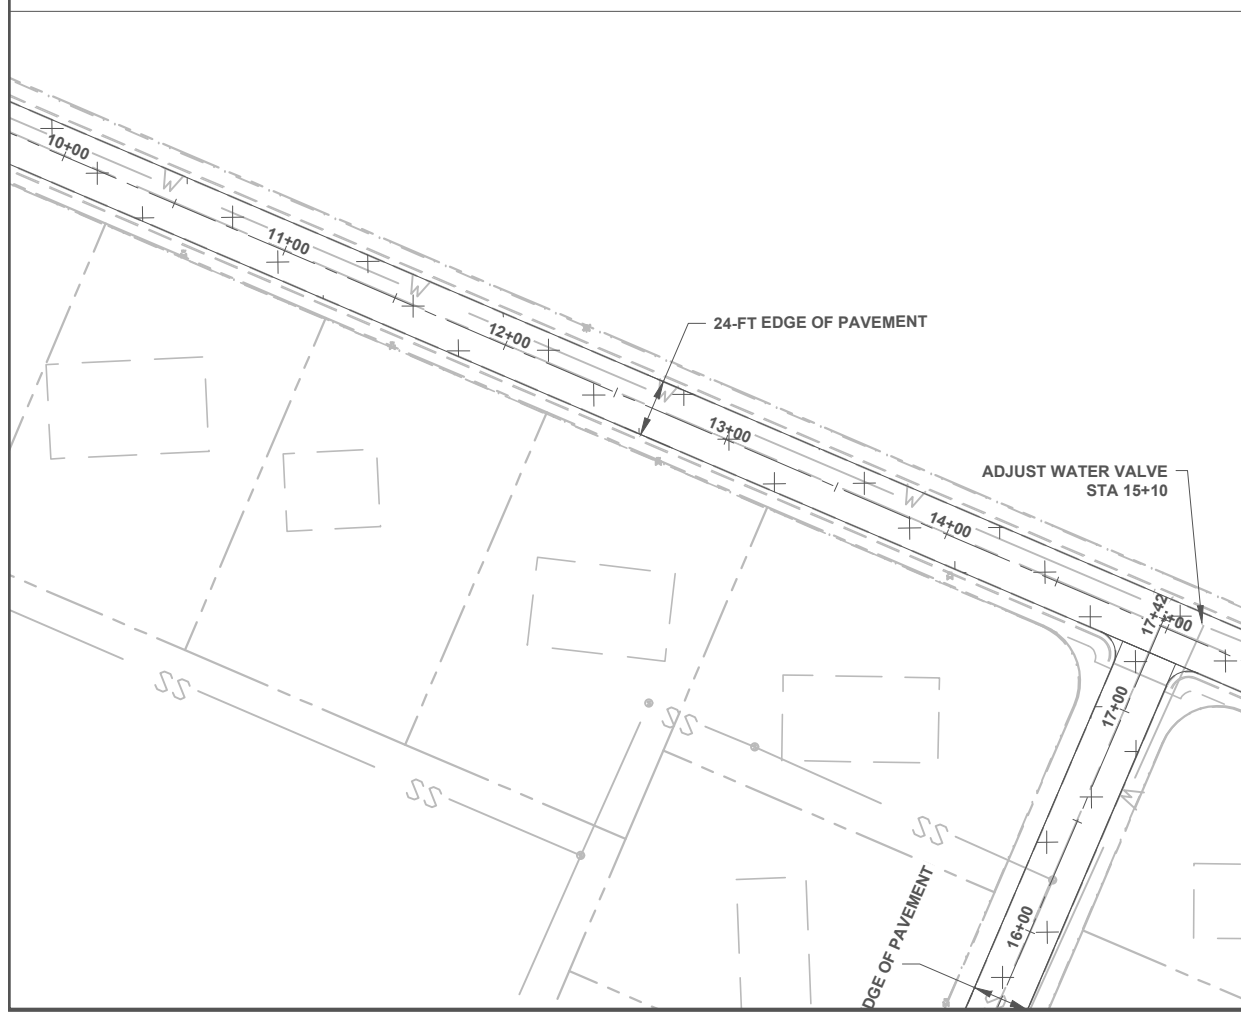 10+00
W
11+00
W
12+00
24-FT EDGE OF PAVEMENT
W
13+00
ADJUST WATER VALVE
STA 15+10
W
14+00
17+42
+00
SS
SS
17+00
SS
W
SS
16+00
DGE OF PAVEMENT